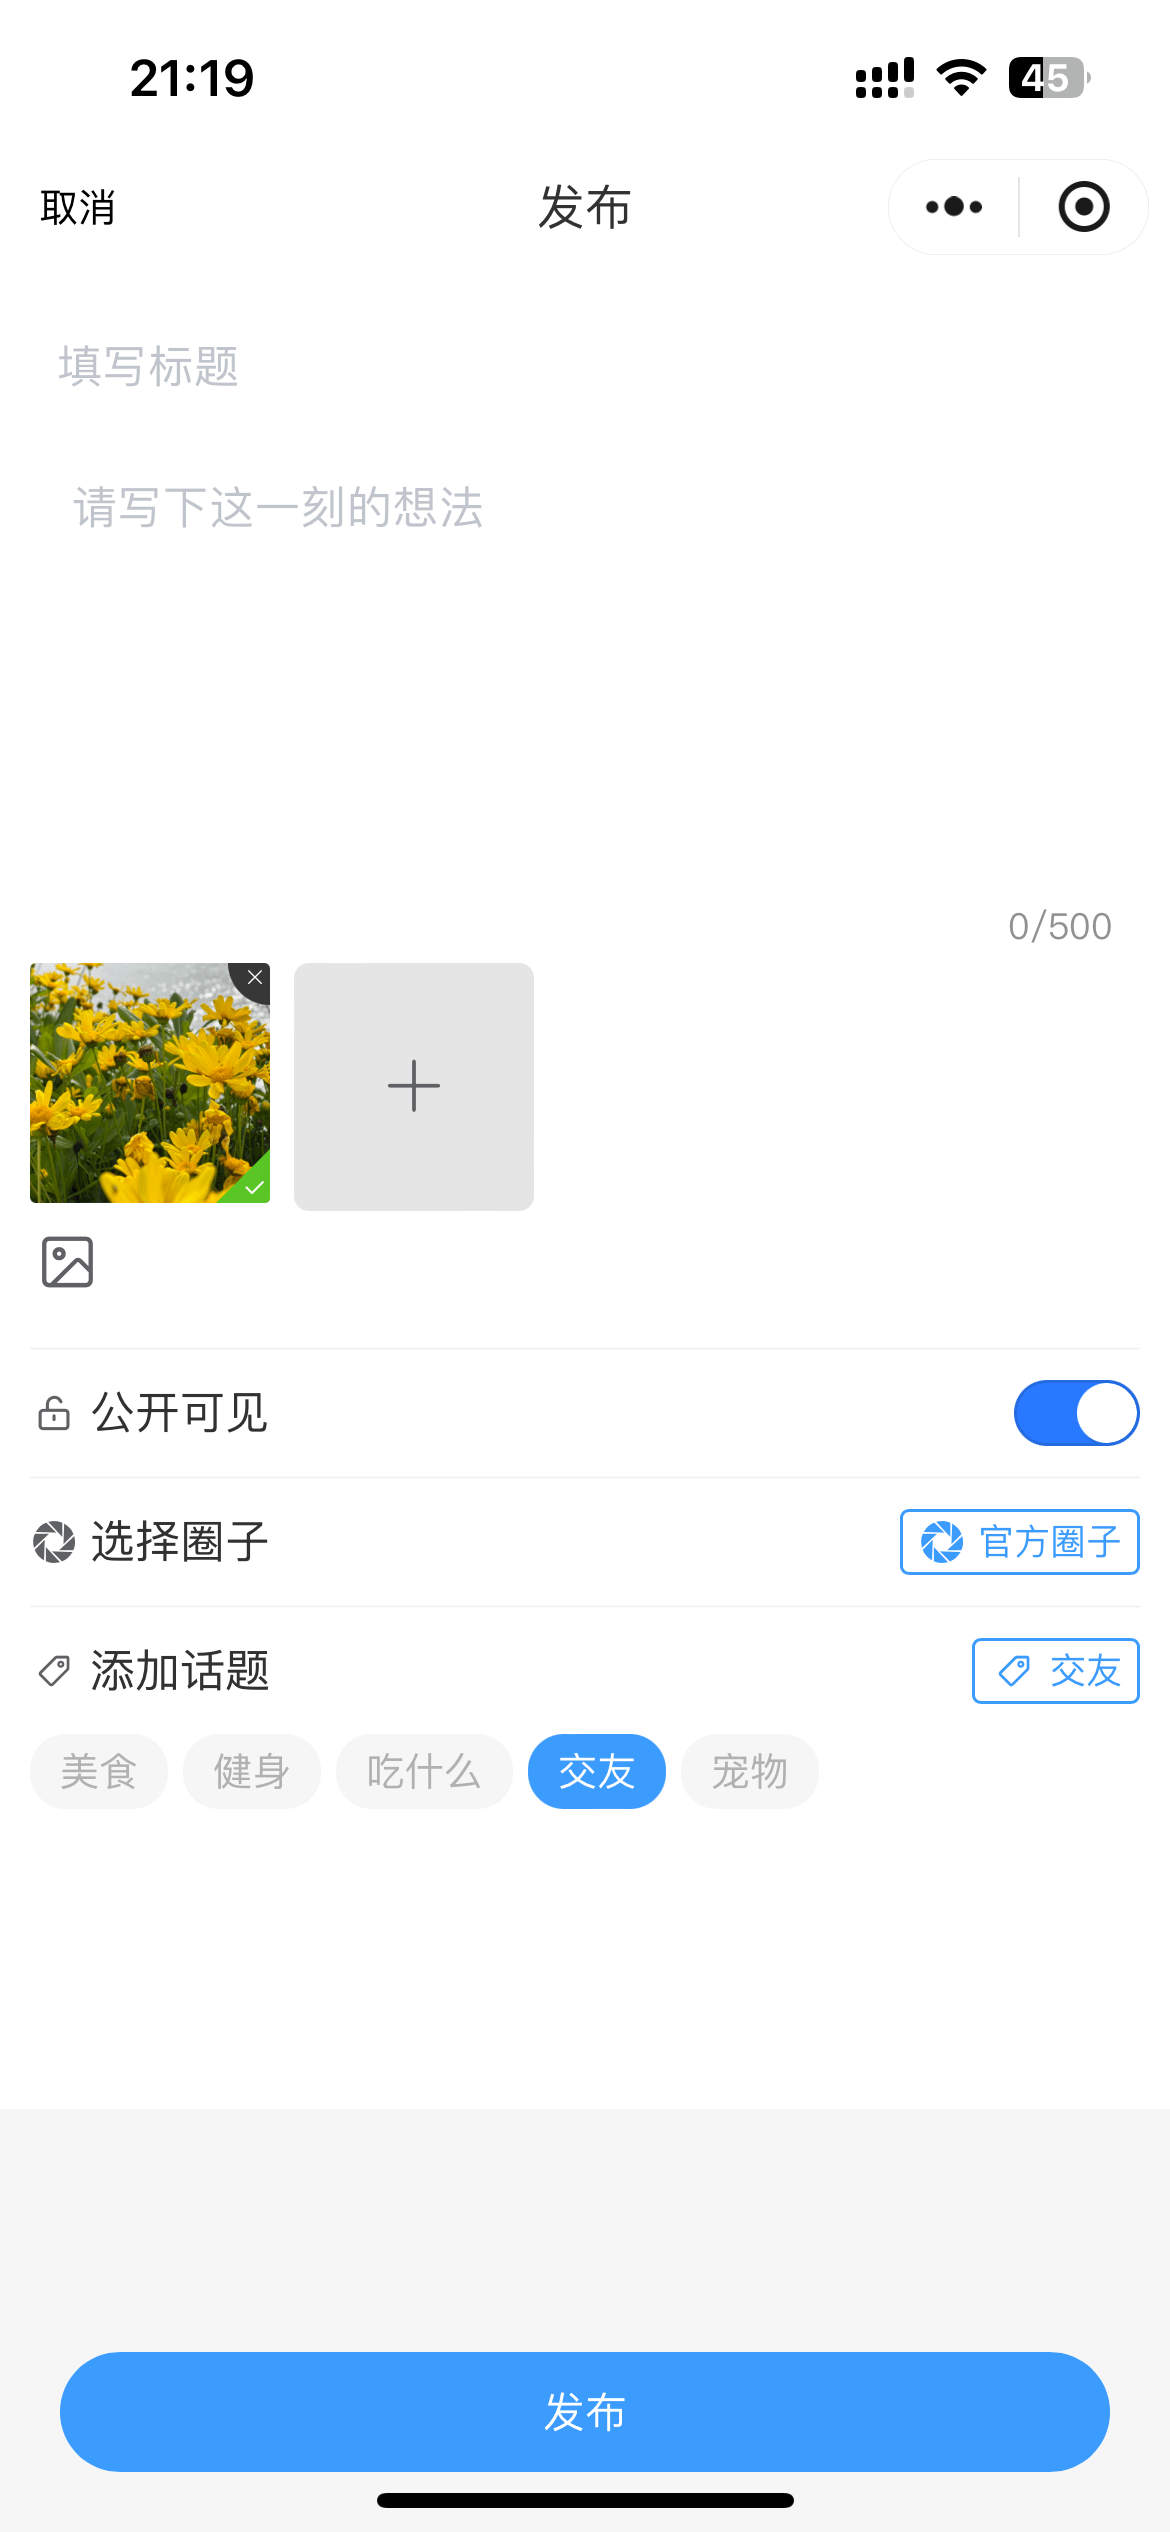 21:19
45
取消
发布
填写标题
请写下这一刻的想法
0/500
公开可见
选择圈子
官方圈子
添加话题
交友
美食 健身 吃什么 交友 宠物
发布